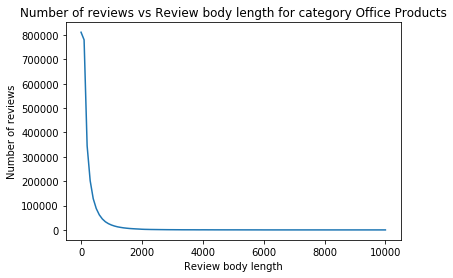 Number of reviews vs Review body length for category Office Products
800000
700000
600000
500000
400000
300000
200000
100000
0
Number of reviews
0 2000 4000 6000 8000 10000
Review body length